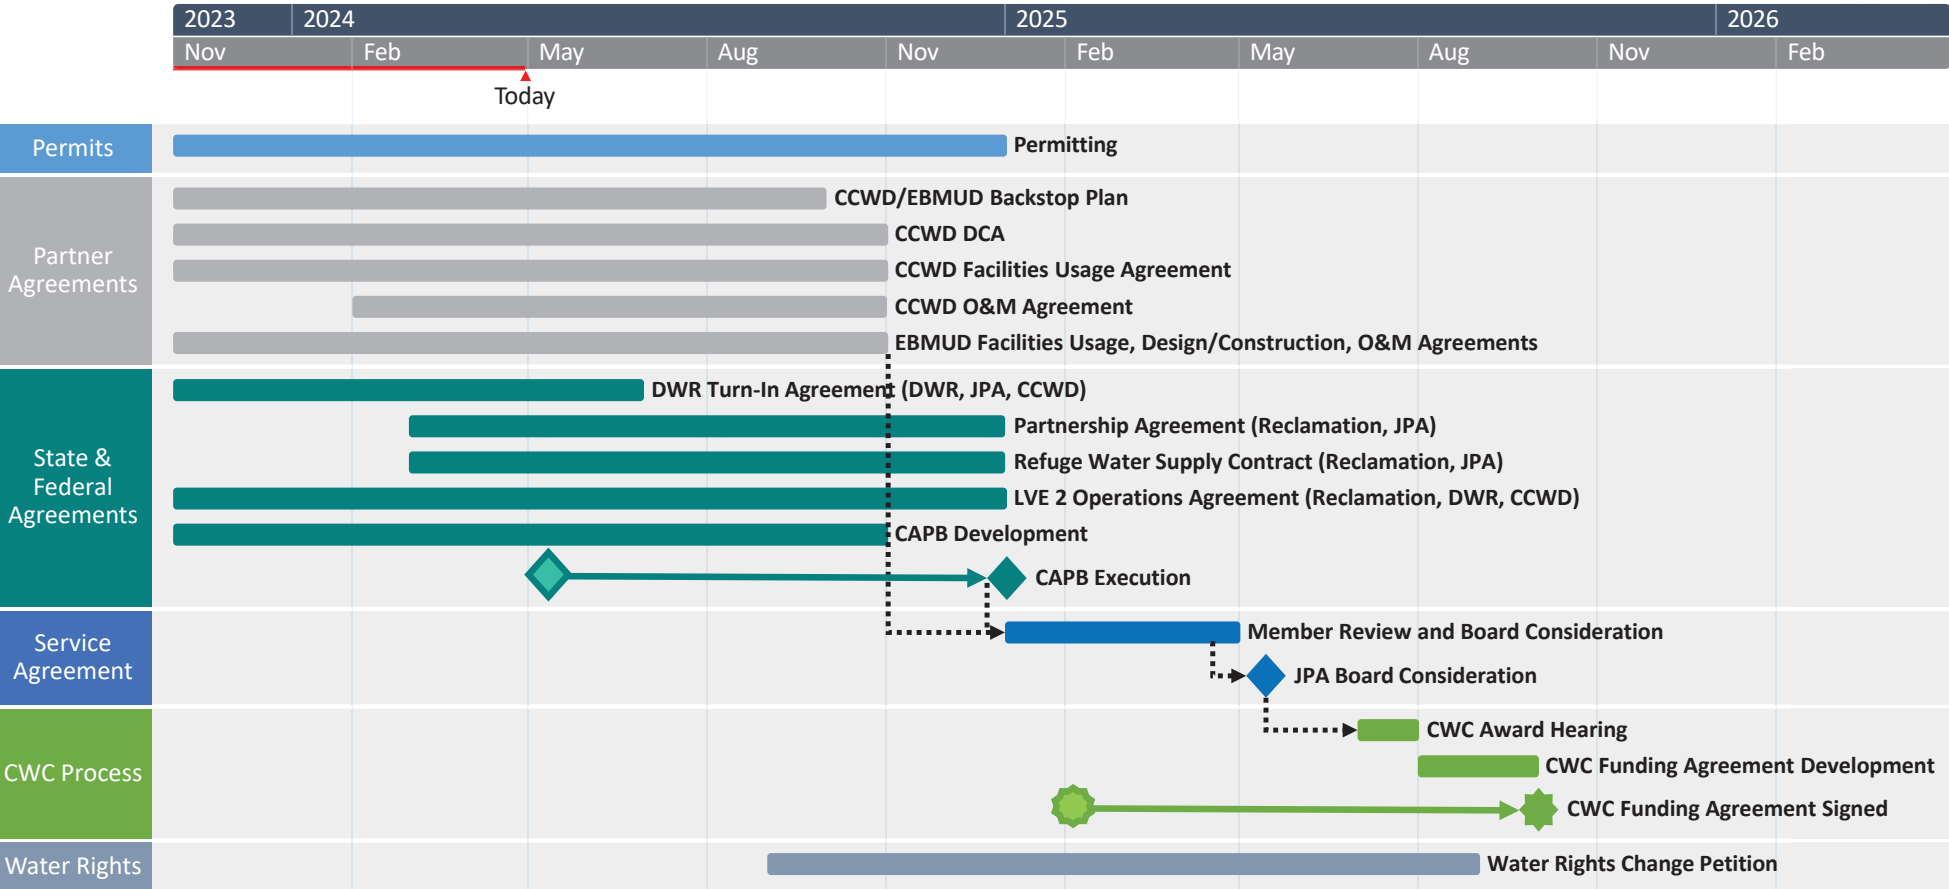 2023 2024 2025 2026
Nov Feb May Aug Nov Feb May Aug Nov Feb
Today
Permits
Permitting
Partner
Agreements
CCWD/EBMUD Backstop Plan
CCWD DCA
CCWD Facilities Usage Agreement
CCWD O&M Agreement
EBMUD Facilities Usage, Design/Construction, O&M Agreements
State &
Federal
Agreements
DWR Turn-In Agreement (DWR, JPA, CCWD)
Partnership Agreement (Reclamation, JPA)
Refuge Water Supply Contract (Reclamation, JPA)
LVE 2 Operations Agreement (Reclamation, DWR, CCWD)
CAPB Development
CAPB Execution
Service
Agreement
Member Review and Board Consideration
JPA Board Consideration
CWC Process
CWC Award Hearing
CWC Funding Agreement Development
CWC Funding Agreement Signed
Water Rights
Water Rights Change Petition